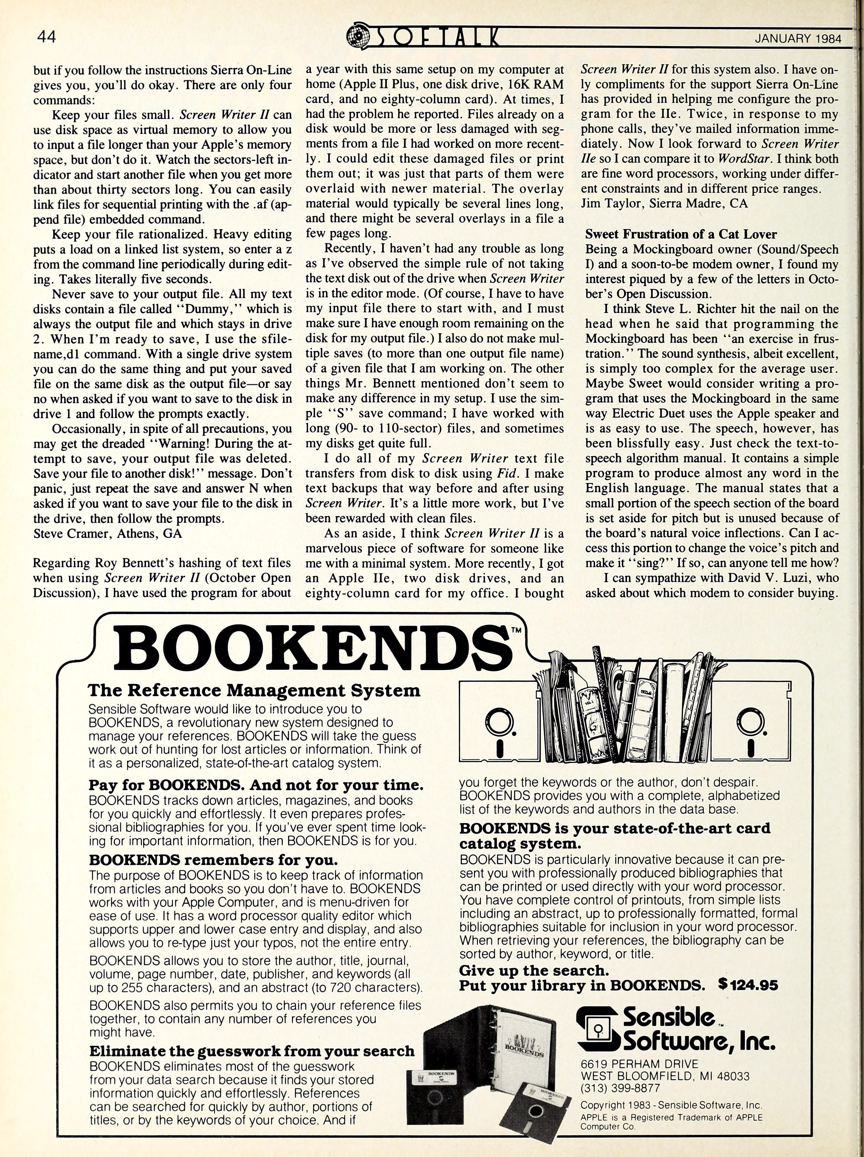 44
SOFTALK
JANUARY 1984
but if you follow the instructions Sierra On-Line
gives you, you'll do okay. There are only four
commands:
Keep your files small. Screen Writer II can
use disk space as virtual memory to allow you
to input a file longer than your Apple's memory
space, but don't do it. Watch the sectors-left in-
dicator and start another file when you get more
than about thirty sectors long. You can easily
link files for sequential printing with the .af (ap-
pend file) embedded command.
Keep your file rationalized. Heavy editing
puts a load on a linked list system, so enter a z
from the command line periodically during edit-
ing. Takes literally five seconds.
Never save to your output file. All my text
disks contain a file called "Dummy," which is
always the output file and which stays in drive
2. When I'm ready to save, I use the sfile-
name,d1 command. With a single drive system
you can do the same thing and put your saved
file on the same disk as the output file—or say
no when asked if you want to save to the disk in
drive 1 and follow the prompts exactly.
Occasionally, in spite of all precautions, you
may get the dreaded "Warning! During the at-
tempt to save, your output file was deleted.
Save your file to another disk!" message. Don't
panic, just repeat the save and answer N when
asked if you want to save your file to the disk in
the drive, then follow the prompts.
Steve Cramer, Athens, GA
Regarding Roy Bennett's hashing of text files
when using Screen Writer II (October Open
Discussion), I have used the program for about
a year with this same setup on my computer at
home (Apple II Plus, one disk drive, 16K RAM
card, and no eighty-column card). At times, I
had the problem he reported. Files already on a
disk would be more or less damaged with seg-
ments from a file I had worked on more recent-
ly. I could edit these damaged files or print
them out; it was just that parts of them were
overlaid with newer material. The overlay
material would typically be several lines long,
and there might be several overlays in a file a
few pages long.
Recently, I haven't had any trouble as long
as I've observed the simple rule of not taking
the text disk out of the drive when Screen Writer
is in the editor mode. (Of course, I have to have
my input file there to start with, and I must
make sure I have enough room remaining on the
disk for my output file.) I also do not make mul-
tiple saves (to more than one output file name)
of a given file that I am working on. The other
things Mr. Bennett mentioned don't seem to
make any difference in my setup. I use the sim-
ple "S" save command; I have worked with
long (90- to 110-sector) files, and sometimes
my disks get quite full.
I do all of my Screen Writer text file
transfers from disk to disk using Fid. I make
text backups that way before and after using
Screen Writer. It's a little more work, but I've
been rewarded with clean files.
As an aside, I think Screen Writer II is a
marvelous piece of software for someone like
me with a minimal system. More recently, I got
an Apple IIe, two disk drives, and an
eighty-column card for my office. I bought
Screen Writer II for this system also. I have on-
ly compliments for the support Sierra On-Line
has provided in helping me configure the pro-
gram for the IIe. Twice, in response to my
phone calls, they've mailed information imme-
diately. Now I look forward to Screen Writer
IIe so I can compare it to WordStar. I think both
are fine word processors, working under differ-
ent constraints and in different price ranges.
Jim Taylor, Sierra Madre, CA
Sweet Frustration of a Cat Lover
Being a Mockingboard owner (Sound/Speech
I) and a soon-to-be modem owner, I found my
interest piqued by a few of the letters in Octo-
ber's Open Discussion.
I think Steve L. Richter hit the nail on the
head when he said that programming the
Mockingboard has been "an exercise in frus-
tration." The sound synthesis, albeit excellent,
is simply too complex for the average user.
Maybe Sweet would consider writing a pro-
gram that uses the Mockingboard in the same
way Electric Duet uses the Apple speaker and
is as easy to use. The speech, however, has
been blissfully easy. Just check the text-to-
speech algorithm manual. It contains a simple
program to produce almost any word in the
English language. The manual states that a
small portion of the speech section of the board
is set aside for pitch but is unused because of
the board's natural voice inflections. Can I ac-
cess this portion to change the voice's pitch and
make it "sing?" If so, can anyone tell me how?
I can sympathize with David V. Luzi, who
asked about which modem to consider buying.
BOOKENDS™
The Reference Management System
Sensible Software would like to introduce you to
BOOKENDS, a revolutionary new system designed to
manage your references. BOOKENDS will take the guess
work out of hunting for lost articles or information. Think of
it as a personalized, state-of-the-art catalog system.
Pay for BOOKENDS. And not for your time.
BOOKENDS tracks down articles, magazines, and books
for you quickly and effortlessly. It even prepares profes-
sional bibliographies for you. If you've ever spent time look-
ing for important information, then BOOKENDS is for you.
BOOKENDS remembers for you.
The purpose of BOOKENDS is to keep track of information
from articles and books so you don't have to. BOOKENDS
works with your Apple Computer, and is menu-driven for
ease of use. It has a word processor quality editor which
supports upper and lower case entry and display, and also
allows you to re-type just your typos, not the entire entry.
BOOKENDS allows you to store the author, title, journal,
volume, page number, date, publisher, and keywords (all
up to 255 characters), and an abstract (to 720 characters).
BOOKENDS also permits you to chain your reference files
together, to contain any number of references you
might have.
Eliminate the guesswork from your search
BOOKENDS eliminates most of the guesswork
from your data search because it finds your stored
information quickly and effortlessly. References
can be searched for quickly by author, portions of
titles, or by the keywords of your choice. And if
you forget the keywords or the author, don't despair.
BOOKENDS provides you with a complete, alphabetized
list of the keywords and authors in the data base.
BOOKENDS is your state-of-the-art card
catalog system.
BOOKENDS is particularly innovative because it can pre-
sent you with professionally produced bibliographies that
can be printed or used directly with your word processor.
You have complete control of printouts, from simple lists
including an abstract, up to professionally formatted, formal
bibliographies suitable for inclusion in your word processor.
When retrieving your references, the bibliography can be
sorted by author, keyword, or title.
Give up the search.
Put your library in BOOKENDS. $124.95
BOOKENDS
BOOKENDS
Sensible™
Software, Inc.
6619 PERHAM DRIVE
WEST BLOOMFIELD, MI 48033
(313) 399-8877
Copyright 1983 - Sensible Software, Inc.
APPLE is a Registered Trademark of APPLE
Computer Co.